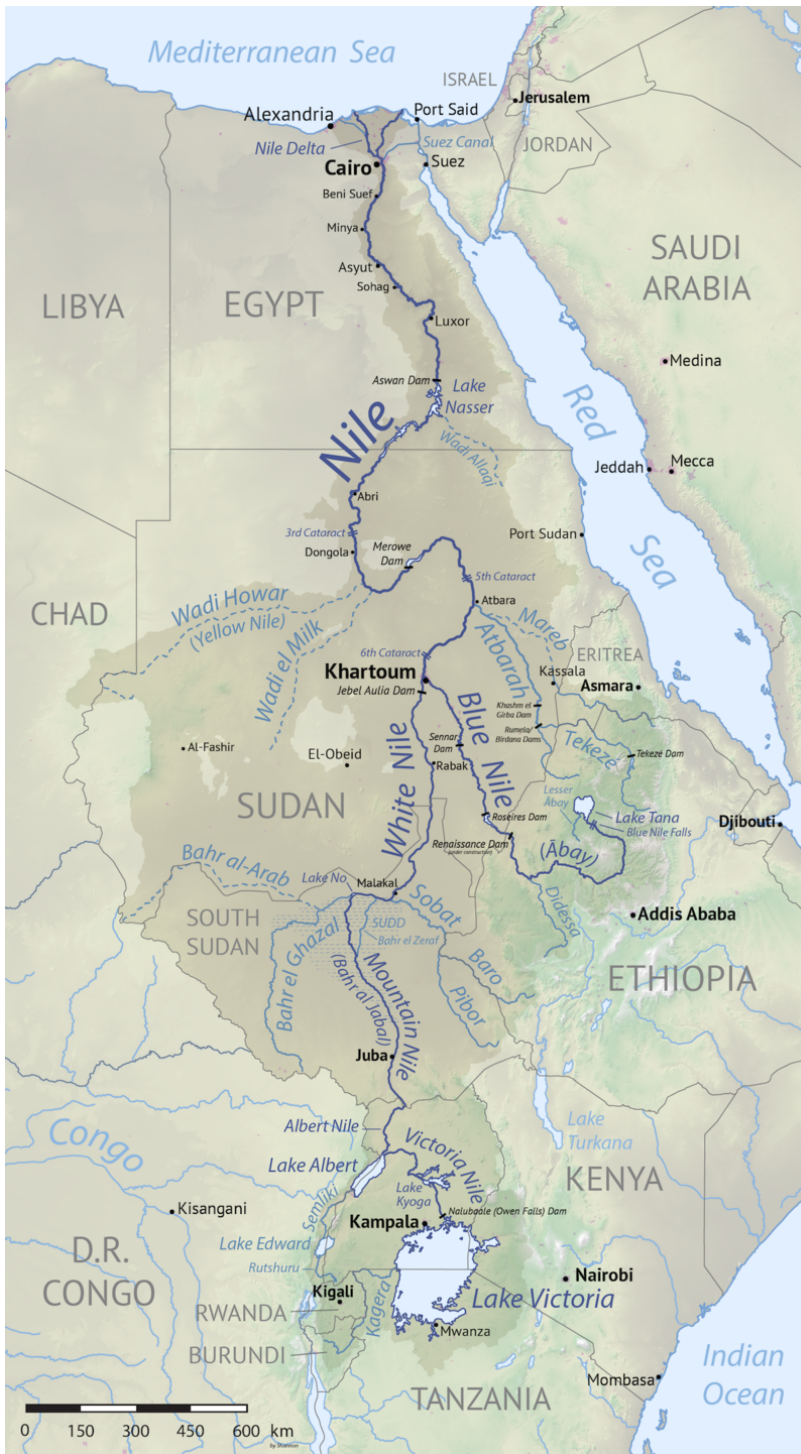 Mediterranean Sea
ISRAEL
Jerusalem
Alexandria
Port Said
Nile Delta
Suez Canal
JORDAN
Cairo
Suez
Beni Suef
Minya
SAUDI
ARABIA
Asyut
Sohag
LIBYA
EGYPT
Luxor
Medina
Aswan Dam
Lake
Nasser
Red
Sea
Nile
Wadi Allaqi
Jeddah
Mecca
Abri
3rd Cataract
Dongola
Merowe
Dam
Port Sudan
5th Cataract
Atbara
CHAD
Wadi Howar
(Yellow Nile)
Wadi el Milk
Mareb
Atbarah
6th Cataract
ERITREA
Khartoum
Kassala
Asmara
Jebel Aulia Dam
Khashm el
Girba Dam
Blue Nile
Rumela/
Birdana Dams
Al-Fashir
El-Obeid
Sennar
Dam
Tekezé
Tekezé Dam
White Nile
Rabak
Lesser
Abay
SUDAN
Roseires Dam
Lake Tana
Blue Nile Falls
Djibouti
Renaissance Dam
(under construction)
(Ābay)
Bahr al-Arab
Lake No
Malakal
Sobat
Didessa
SOUTH
SUDAN
SUDD
Bahr el Zeraf
Addis Ababa
Bahr el Ghazal
Baro
Pibor
ETHIOPIA
Mountain Nile
(Bahr al Jabal)
Juba
Albert Nile
Lake
Turkana
Congo
Victoria Nile
Lake Albert
KENYA
Lake
Kyoga
Semliki
Kisangani
Nalubaale (Owen Falls) Dam
Kampala
Lake Edward
D.R.
CONGO
Rutshuru
Nairobi
Kigali
Kagera
Lake Victoria
RWANDA
Mwanza
BURUNDI
Indian
Ocean
Mombasa
TANZANIA
0 150 300 450 600 km
by Shannon